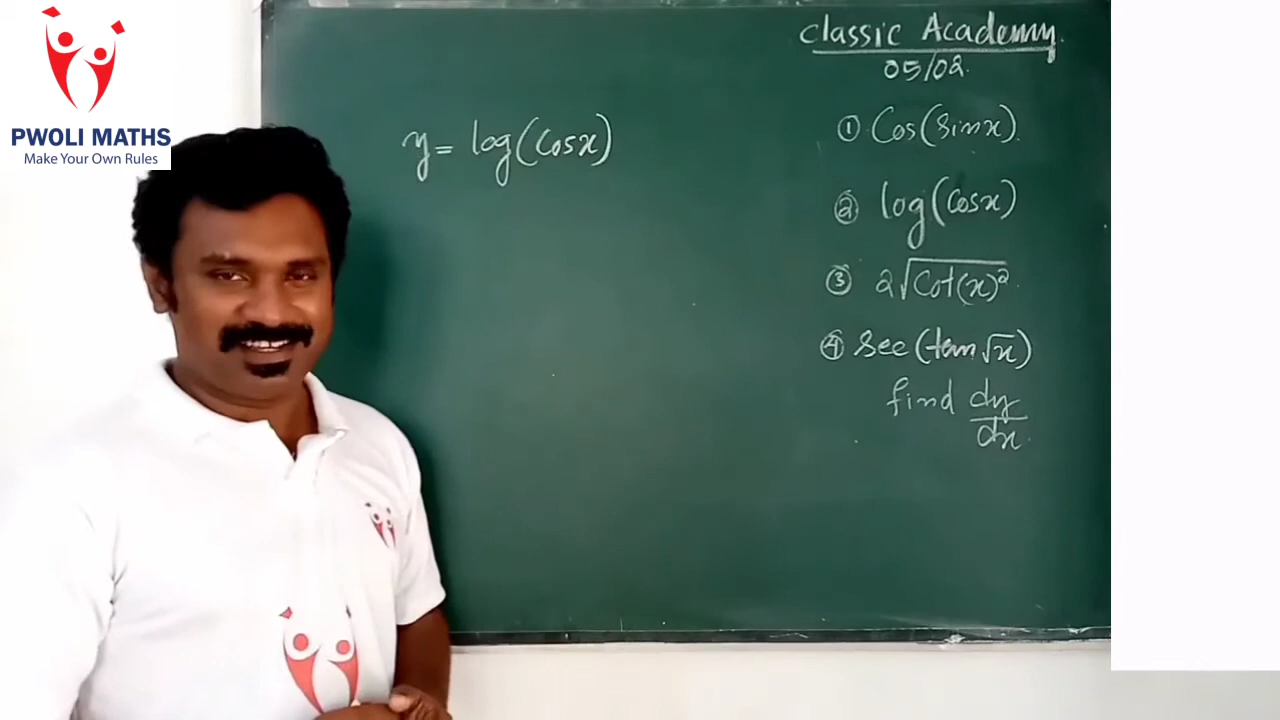 PWOLI MATHS
Make Your Own Rules
y = log(cosx)
Classic Academy.
05/02.
① Cos(sinx).
② log(cosx)
③ 2√Cot(x)².
④ Sec(tan√x)
find dy/dx.